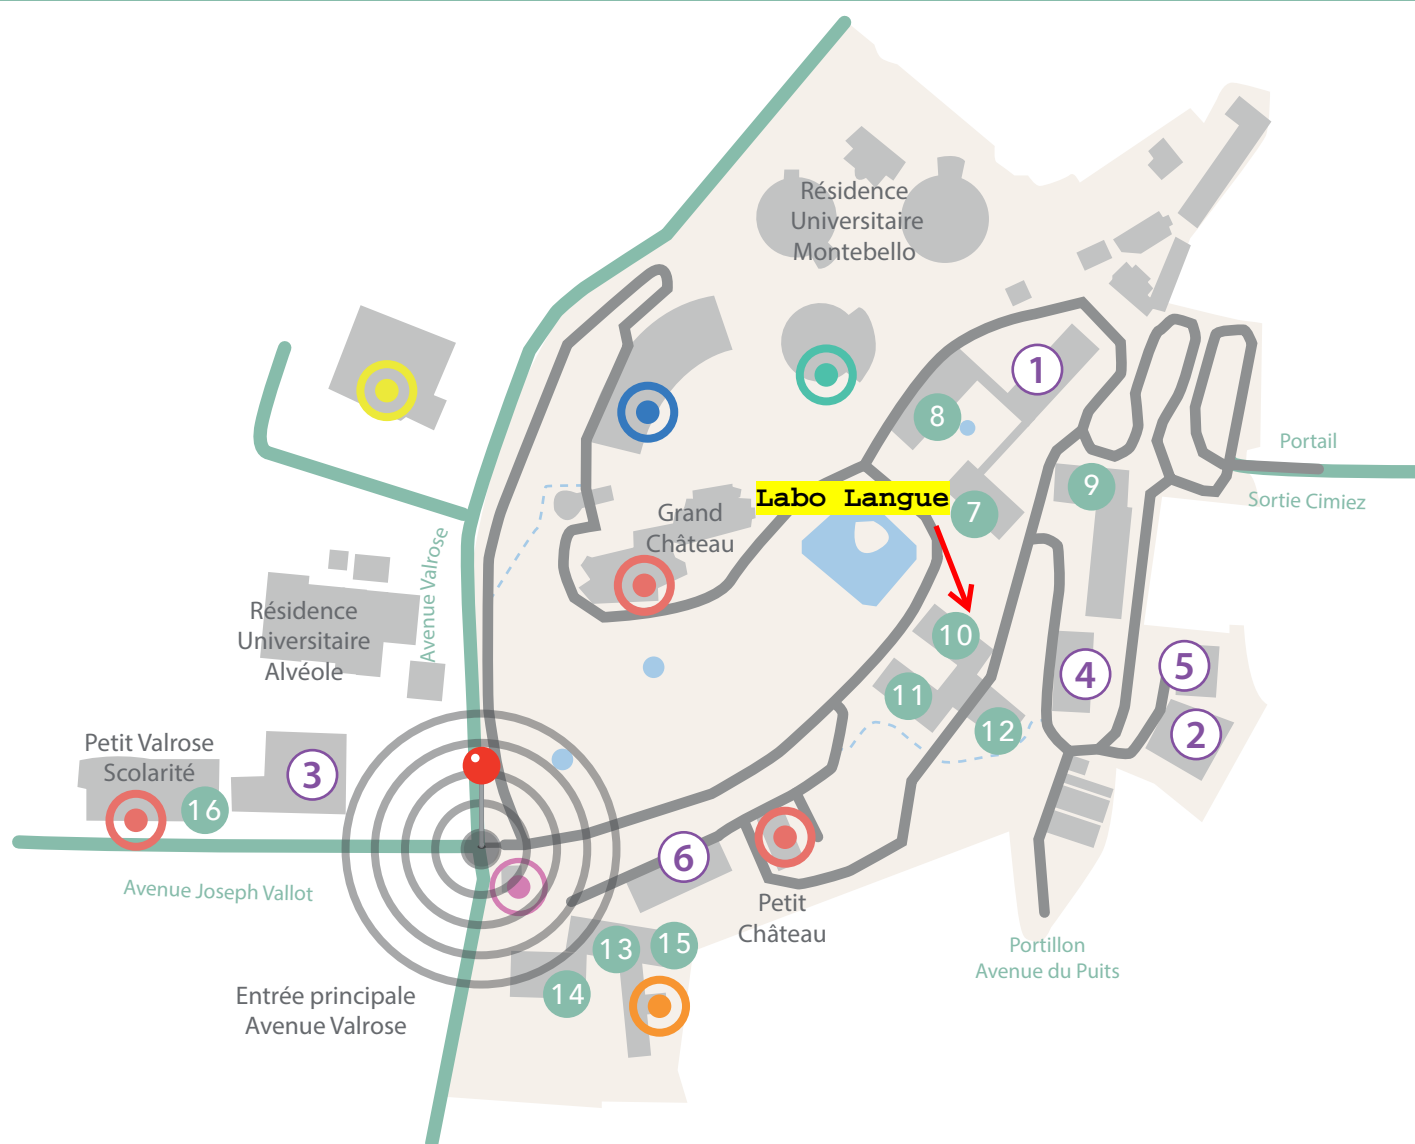 Résidence
Universitaire
Montebello
1
8
Portail
Sortie Cimiez
9
Labo Langue
7
Grand
Château
Avenue Valrose
Résidence
Universitaire
Alvéole
10
11
12
4
5
2
Petit Valrose
Scolarité
16
3
Avenue Joseph Vallot
6
Petit
Château
13
15
14
Portillon
Avenue du Puits
Entrée principale
Avenue Valrose